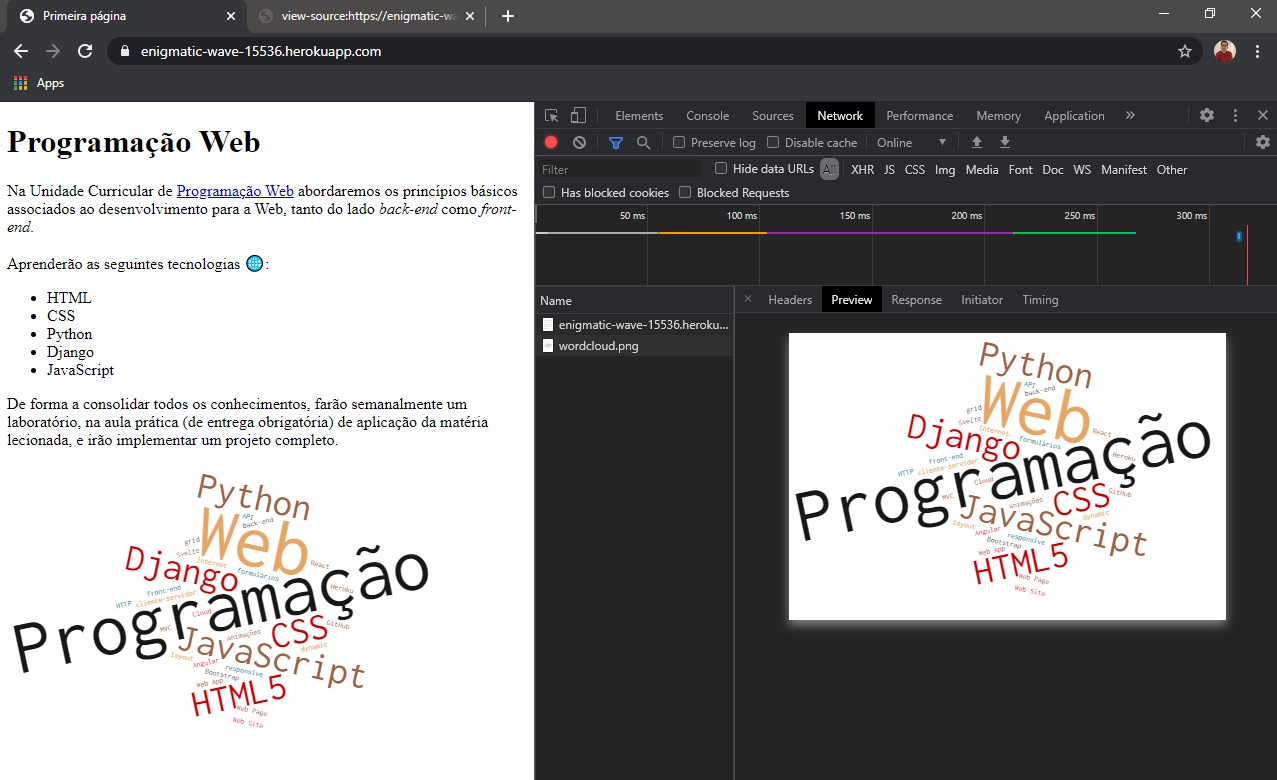 Primeira página
view-source:https://enigmatic-wa
enigmatic-wave-15536.herokuapp.com
Apps
Programação Web
Na Unidade Curricular de Programação Web abordaremos os princípios básicos
associados ao desenvolvimento para a Web, tanto do lado back-end como front-
end.
Aprenderão as seguintes tecnologias :
HTML
CSS
Python
Django
JavaScript
De forma a consolidar todos os conhecimentos, farão semanalmente um
laboratório, na aula prática (de entrega obrigatória) de aplicação da matéria
lecionada, e irão implementar um projeto completo.
Python
API
back-end
Web
grid
Svelte
Internet
formulários
React
Django
front-end
HTTP
cliente-servidor
Heroku
Cloud
Programação
MVC
animações
CSS
GitHub
JavaScript
layout
dynamic
Angular
responsive
Bootstrap
Web App
HTML5
Web Page
Web Site
Elements Console Sources Network Performance Memory Application »
Preserve log Disable cache Online
Filter Hide data URLs All XHR JS CSS Img Media Font Doc WS Manifest Other
Has blocked cookies Blocked Requests
50 ms 100 ms 150 ms 200 ms 250 ms 300 ms
Name
Headers Preview Response Initiator Timing
enigmatic-wave-15536.heroku...
wordcloud.png
Python
API
back-end
Web
grid
Svelte
Internet
formulários
React
Django
front-end
HTTP
cliente-servidor
Heroku
Cloud
Programação
MVC
animações
CSS
GitHub
JavaScript
layout
dynamic
Angular
responsive
Bootstrap
Web App
HTML5
Web Page
Web Site